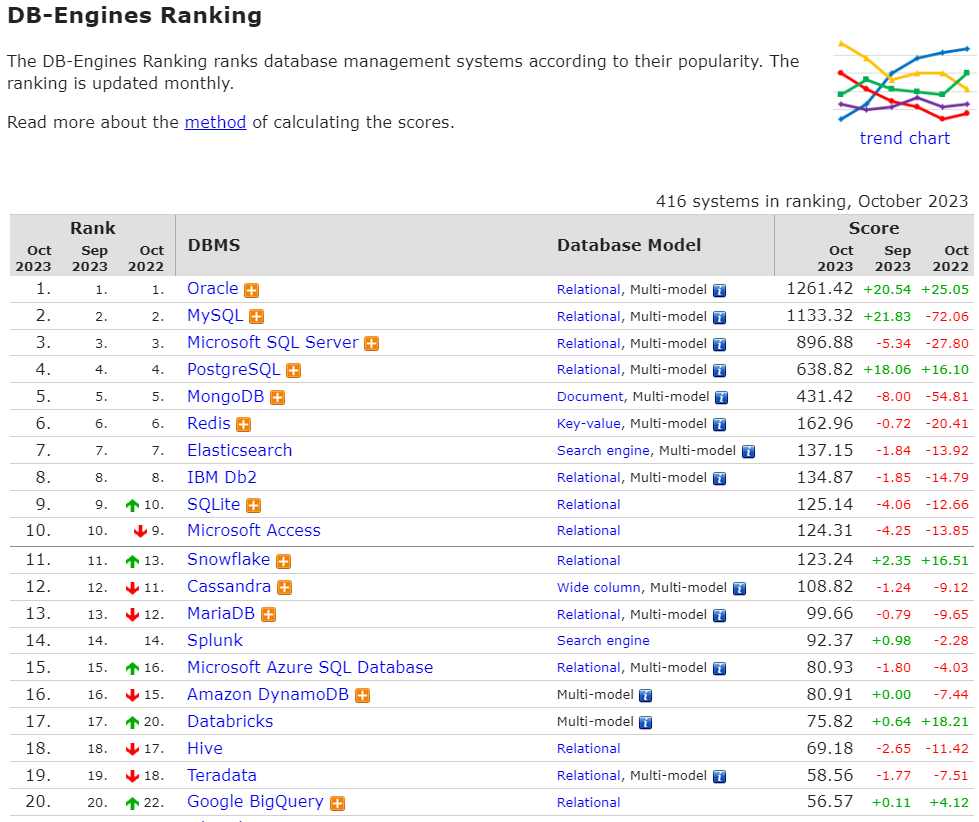 DB-Engines Ranking
The DB-Engines Ranking ranks database management systems according to their popularity. The
ranking is updated monthly.
Read more about the method of calculating the scores.
trend chart
416 systems in ranking, October 2023
Rank DBMS Database Model Score
Oct 2023 Sep 2023 Oct 2022 Oct 2023 Sep 2023 Oct 2022
1. 1. 1. Oracle Relational, Multi-model 1261.42 +20.54 +25.05
2. 2. 2. MySQL Relational, Multi-model 1133.32 +21.83 -72.06
3. 3. 3. Microsoft SQL Server Relational, Multi-model 896.88 -5.34 -27.80
4. 4. 4. PostgreSQL Relational, Multi-model 638.82 +18.06 +16.10
5. 5. 5. MongoDB Document, Multi-model 431.42 -8.00 -54.81
6. 6. 6. Redis Key-value, Multi-model 162.96 -0.72 -20.41
7. 7. 7. Elasticsearch Search engine, Multi-model 137.15 -1.84 -13.92
8. 8. 8. IBM Db2 Relational, Multi-model 134.87 -1.85 -14.79
9. 9. 10. SQLite Relational 125.14 -4.06 -12.66
10. 10. 9. Microsoft Access Relational 124.31 -4.25 -13.85
11. 11. 13. Snowflake Relational 123.24 +2.35 +16.51
12. 12. 11. Cassandra Wide column, Multi-model 108.82 -1.24 -9.12
13. 13. 12. MariaDB Relational, Multi-model 99.66 -0.79 -9.65
14. 14. 14. Splunk Search engine 92.37 +0.98 -2.28
15. 15. 16. Microsoft Azure SQL Database Relational, Multi-model 80.93 -1.80 -4.03
16. 16. 15. Amazon DynamoDB Multi-model 80.91 +0.00 -7.44
17. 17. 20. Databricks Multi-model 75.82 +0.64 +18.21
18. 18. 17. Hive Relational 69.18 -2.65 -11.42
19. 19. 18. Teradata Relational, Multi-model 58.56 -1.77 -7.51
20. 20. 22. Google BigQuery Relational 56.57 +0.11 +4.12